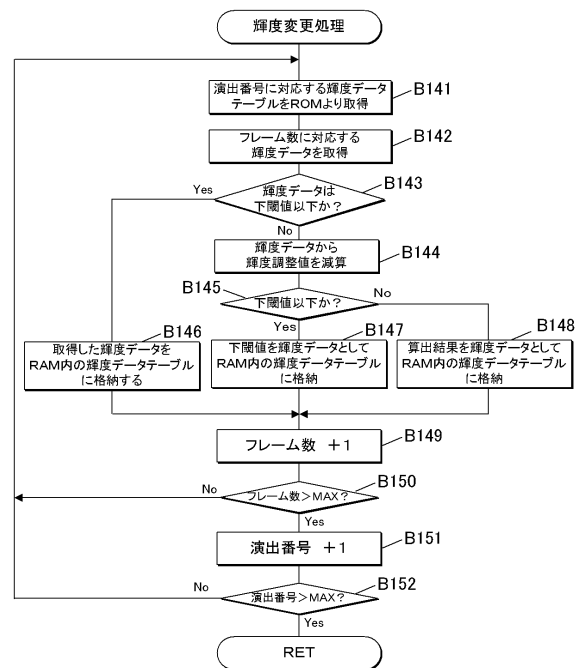 輝度変更処理
演出番号に対応する輝度データ
テーブルをROMより取得
B141
フレーム数に対応する
輝度データを取得
B142
輝度データは
下閾値以下か？
B143
Yes
No
輝度データから
輝度調整値を減算
B144
下閾値以下か？
B145
No
Yes
取得した輝度データを
RAM内の輝度データテーブル
に格納する
B146
下閾値を輝度データとして
RAM内の輝度データテーブル
に格納
B147
算出結果を輝度データとして
RAM内の輝度データテーブル
に格納
B148
フレーム数 +1
B149
フレーム数>MAX?
B150
No
Yes
演出番号 +1
B151
演出番号>MAX?
B152
No
Yes
RET